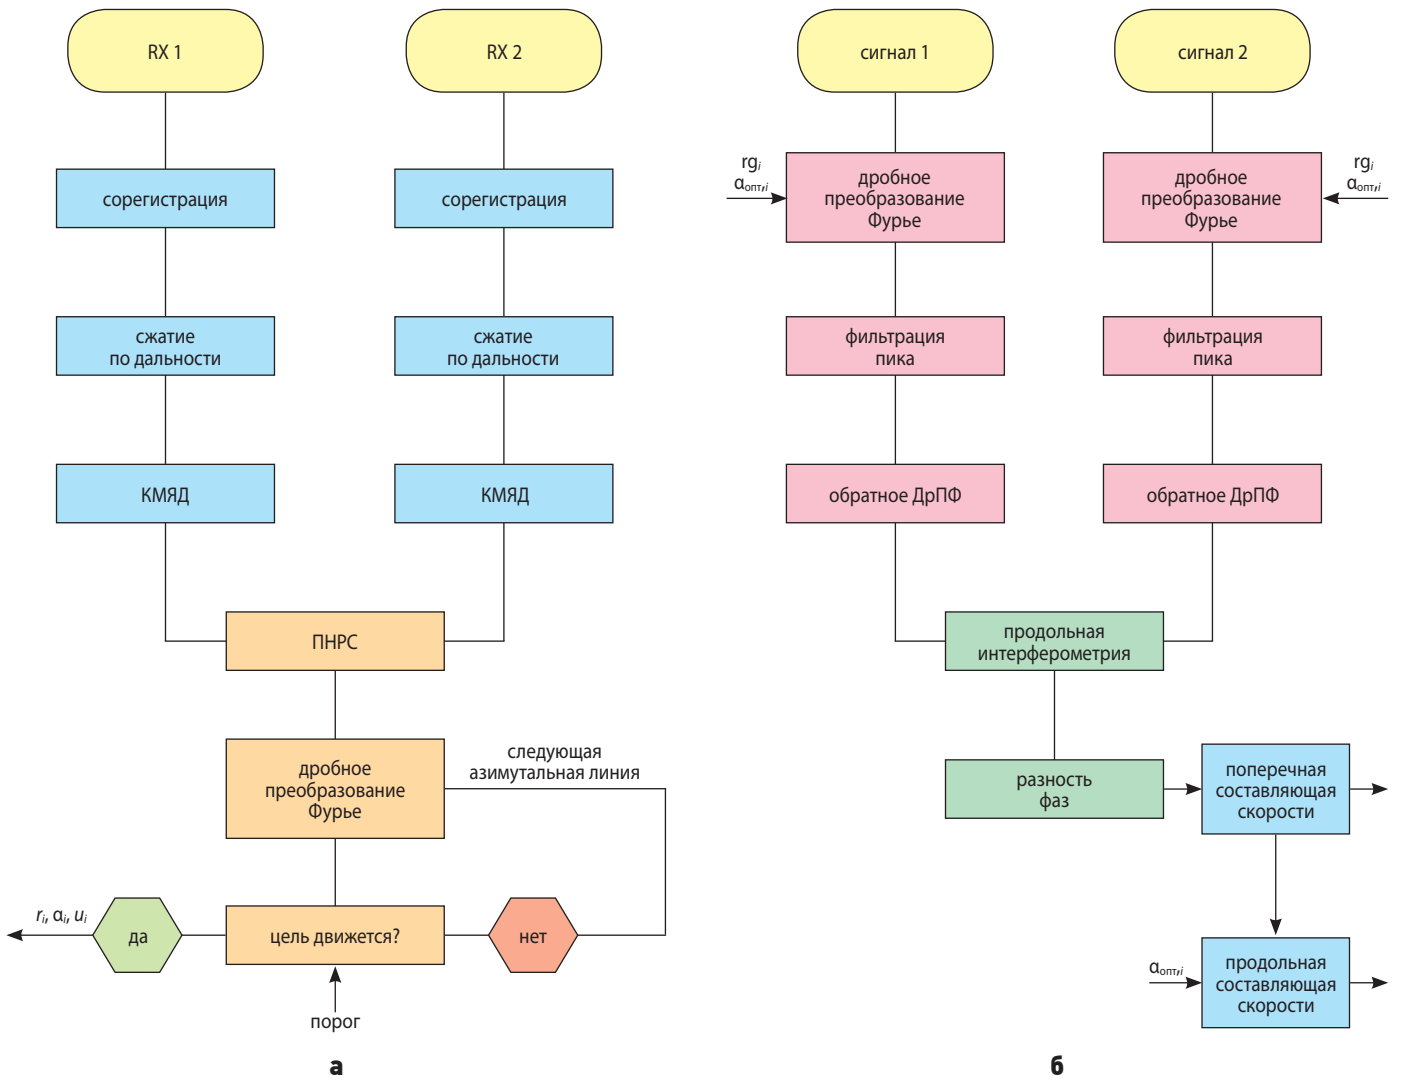 RX 1
RX 2
сорегистрация
сорегистрация
сжатие
по дальности
сжатие
по дальности
КМЯД
КМЯД
ПНРС
дробное
преобразование
Фурье
следующая
азимутальная линия
rᵢ, αᵢ, uᵢ
да
цель движется?
нет
порог
а
сигнал 1
сигнал 2
rgᵢ
αопт,i
дробное
преобразование
Фурье
дробное
преобразование
Фурье
rgᵢ
αопт,i
фильтрация
пика
фильтрация
пика
обратное ДрПФ
обратное ДрПФ
продольная
интерферометрия
разность
фаз
поперечная
составляющая
скорости
αопт,i
продольная
составляющая
скорости
б